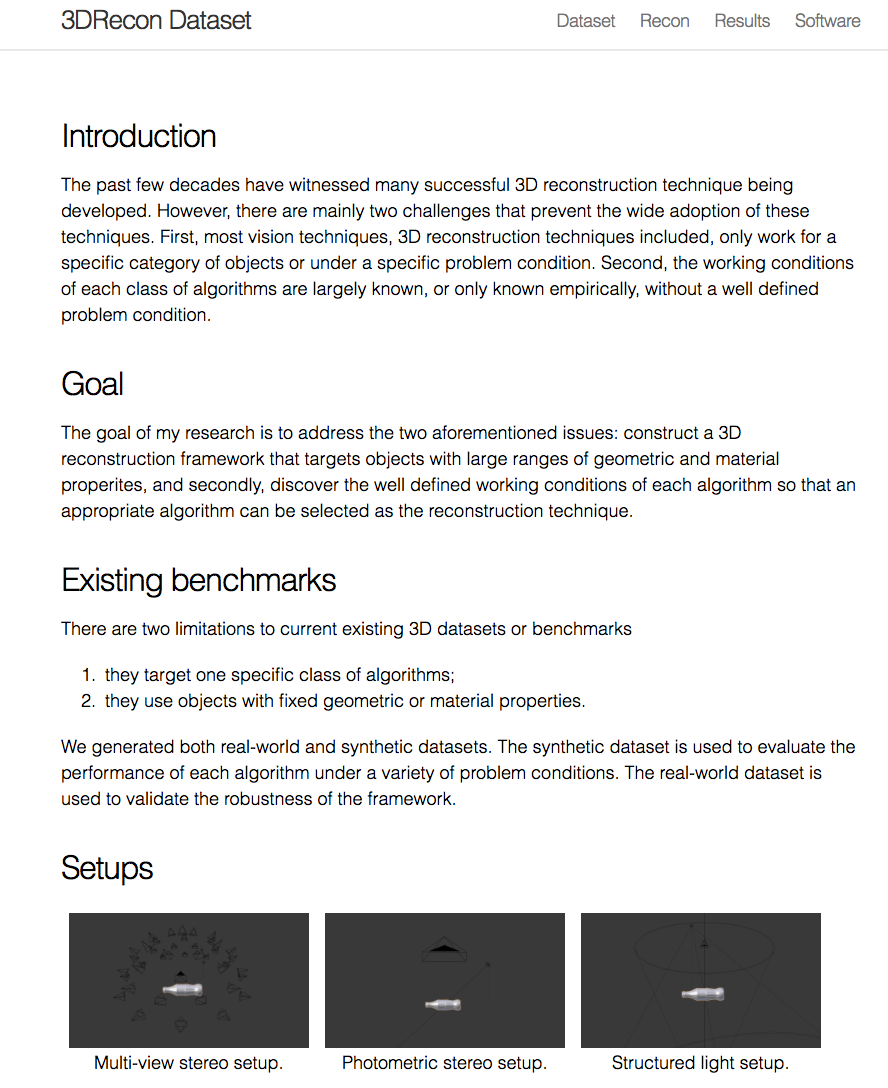 3DRecon Dataset
Dataset Recon Results Software
Introduction
The past few decades have witnessed many successful 3D reconstruction technique being
developed. However, there are mainly two challenges that prevent the wide adoption of these
techniques. First, most vision techniques, 3D reconstruction techniques included, only work for a
specific category of objects or under a specific problem condition. Second, the working conditions
of each class of algorithms are largely known, or only known empirically, without a well defined
problem condition.
Goal
The goal of my research is to address the two aforementioned issues: construct a 3D
reconstruction framework that targets objects with large ranges of geometric and material
properites, and secondly, discover the well defined working conditions of each algorithm so that an
appropriate algorithm can be selected as the reconstruction technique.
Existing benchmarks
There are two limitations to current existing 3D datasets or benchmarks
1. they target one specific class of algorithms;
2. they use objects with fixed geometric or material properties.
We generated both real-world and synthetic datasets. The synthetic dataset is used to evaluate the
performance of each algorithm under a variety of problem conditions. The real-world dataset is
used to validate the robustness of the framework.
Setups
Multi-view stereo setup.
Photometric stereo setup.
Structured light setup.